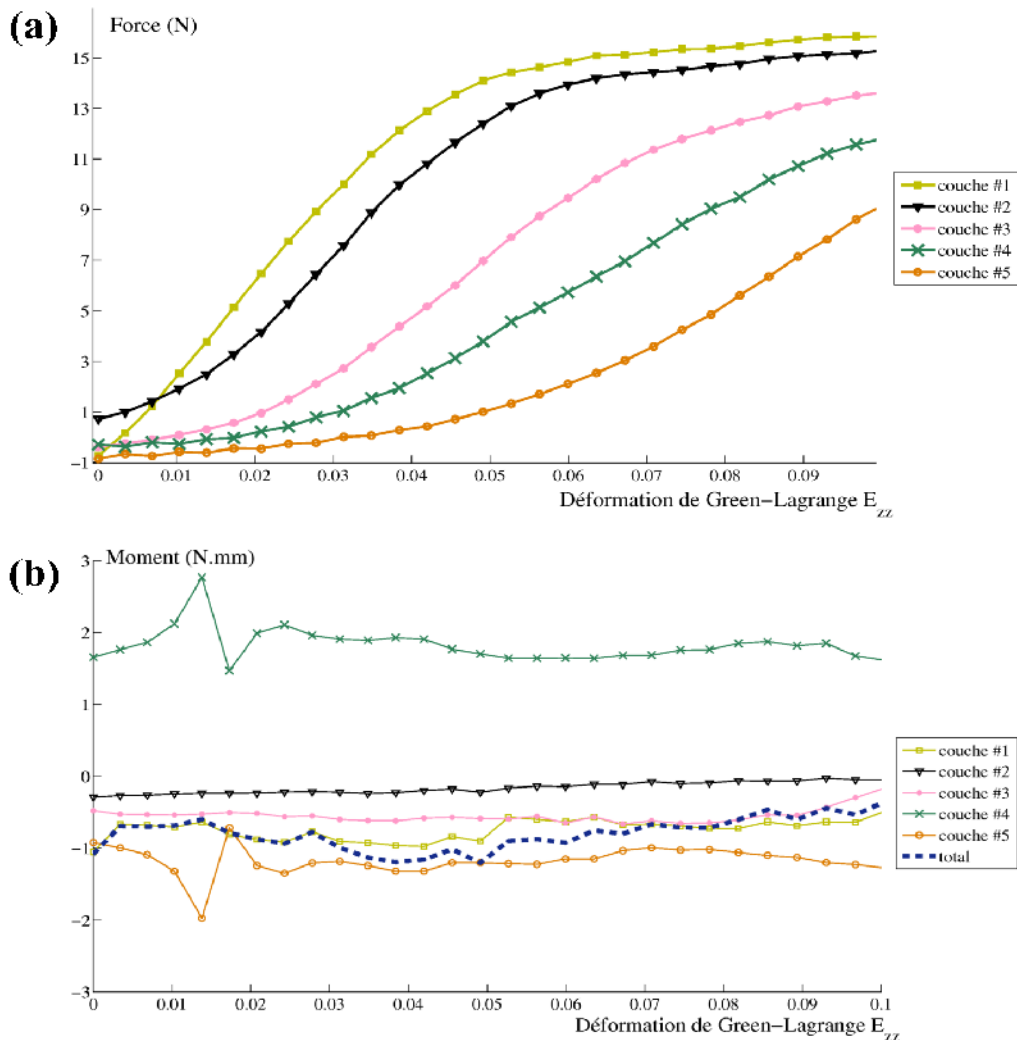 (a)
Force (N)
15
13
11
9
7
5
3
1
−1
0
0.01
0.02
0.03
0.04
0.05
0.06
0.07
0.08
0.09
Déformation de Green−Lagrange Ezz
couche #1
couche #2
couche #3
couche #4
couche #5
(b)
Moment (N.mm)
3
2
1
0
−1
−2
−3
0
0.01
0.02
0.03
0.04
0.05
0.06
0.07
0.08
0.09
0.1
Déformation de Green−Lagrange Ezz
couche #1
couche #2
couche #3
couche #4
couche #5
total